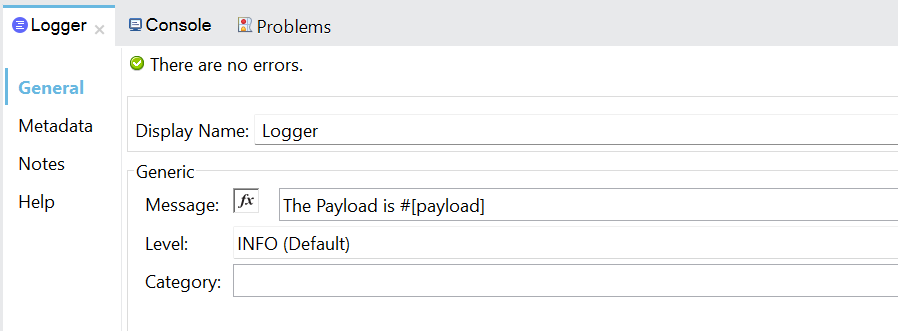 Logger Console Problems
There are no errors.
General
Metadata
Notes
Help
Display Name: Logger
Generic
Message: fx The Payload is #[payload]
Level: INFO (Default)
Category: